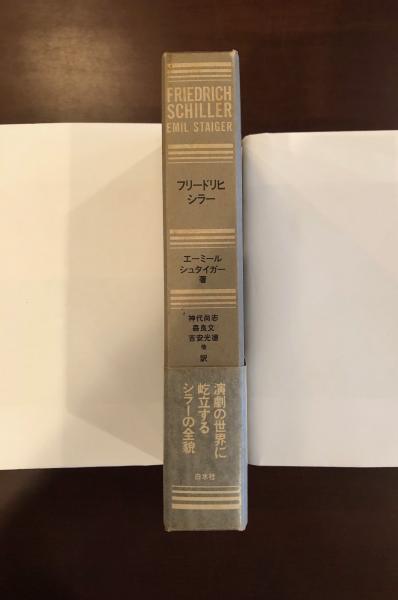 FRIEDRICH
SCHILLER
EMIL STAIGER
フリードリヒ
シラー
エーミール
シュタイガー
著
神代尚志
森良文
吉安光徳
他
訳
演劇の世界に
屹立する
シラーの全貌
白水社